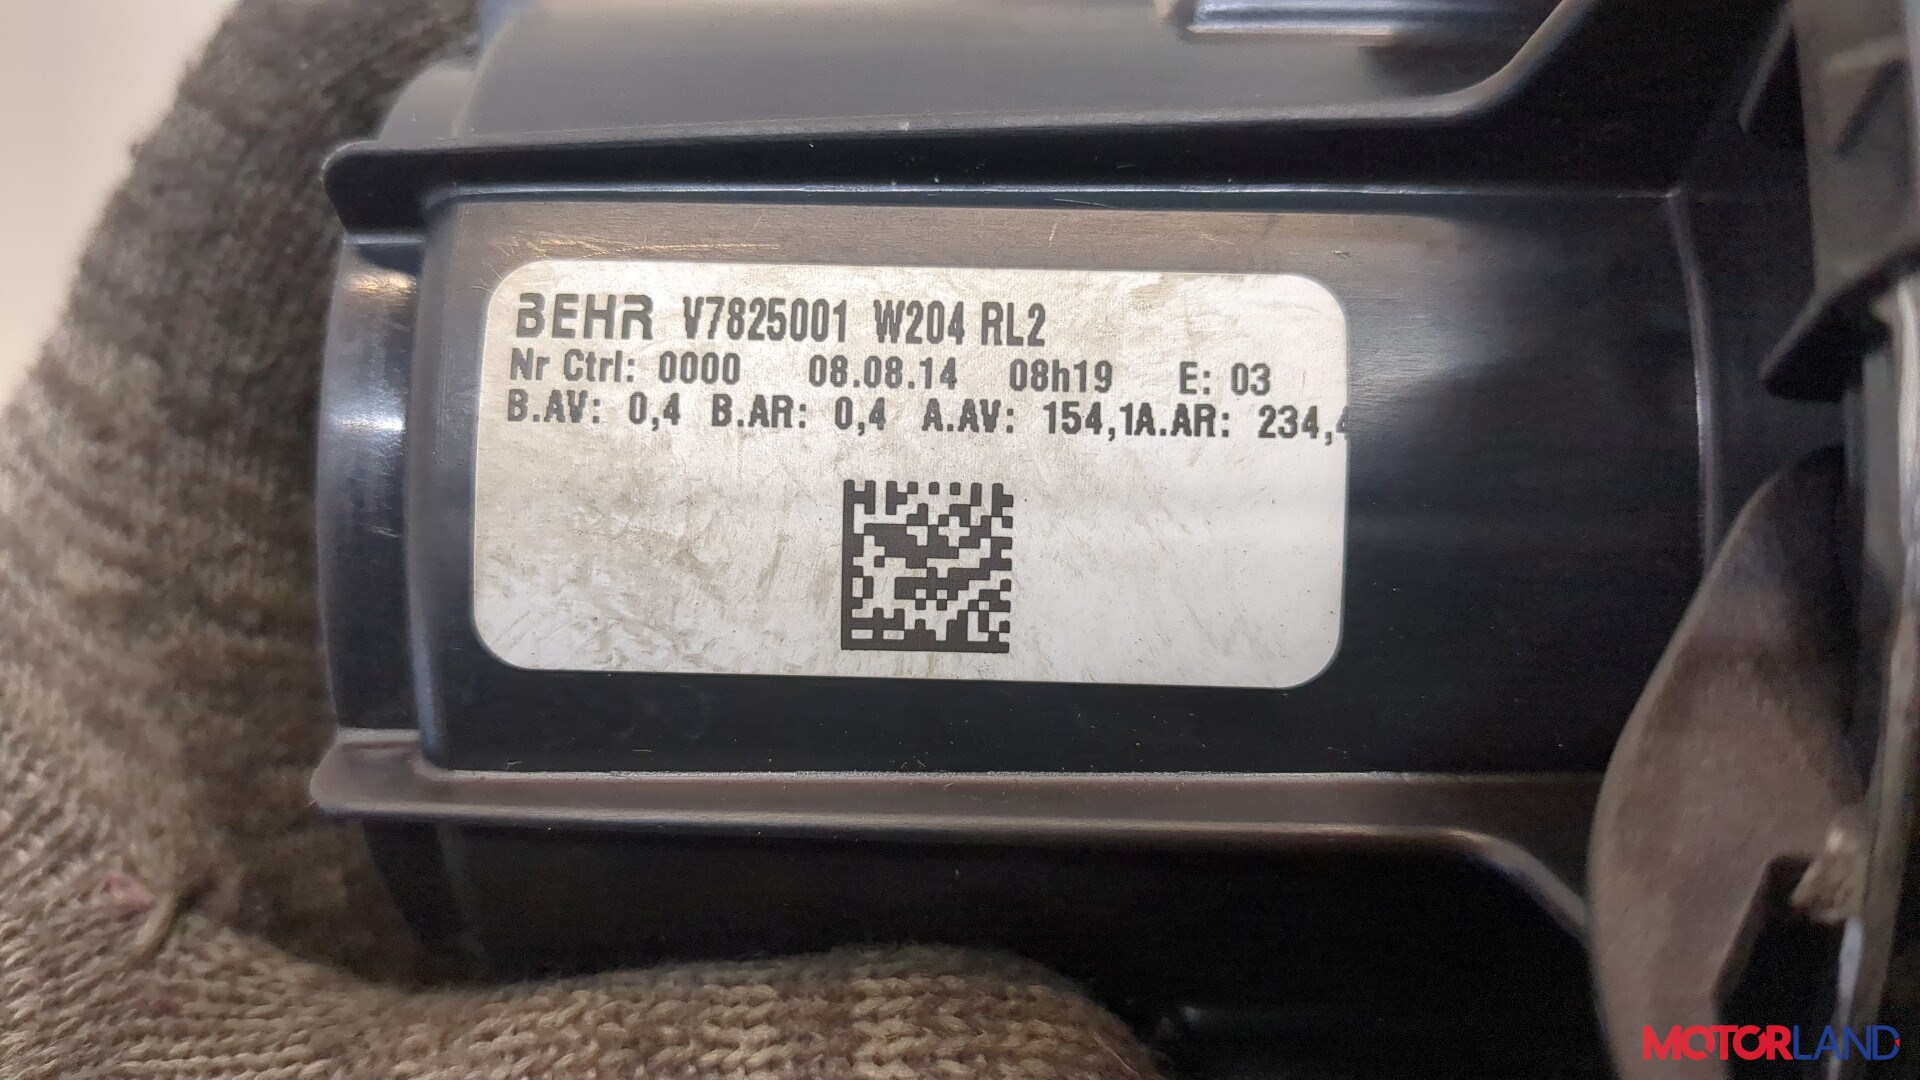 BEHR V7825001 W204 RL2
Nr Ctrl: 0000 08.08.14 08h19 E: 03
B.AV: 0,4 B.AR: 0,4 A.AV: 154,1A.AR: 234,4
MOTORLAND